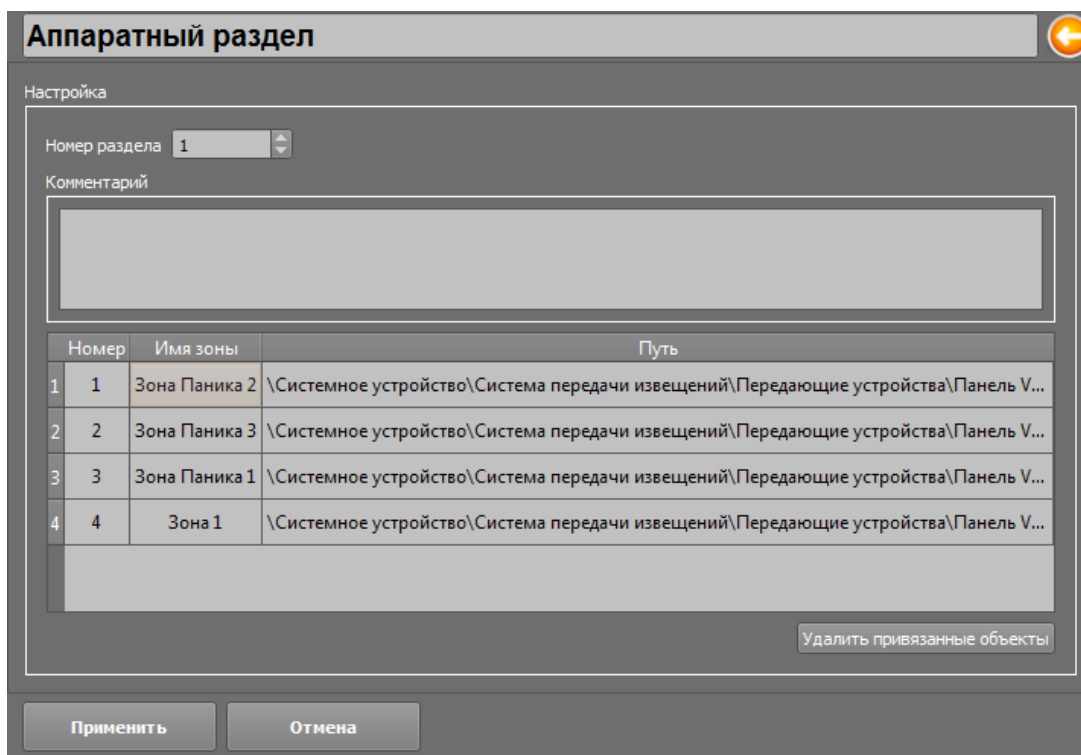 Аппаратный раздел
Настройка
Номер раздела 1
Комментарий
Номер Имя зоны Путь
1 1 Зона Паника 2 \Системное устройство\Система передачи извещений\Передающие устройства\Панель V...
2 2 Зона Паника 3 \Системное устройство\Система передачи извещений\Передающие устройства\Панель V...
3 3 Зона Паника 1 \Системное устройство\Система передачи извещений\Передающие устройства\Панель V...
4 4 Зона 1 \Системное устройство\Система передачи извещений\Передающие устройства\Панель V...
Удалить привязанные объекты
Применить Отмена